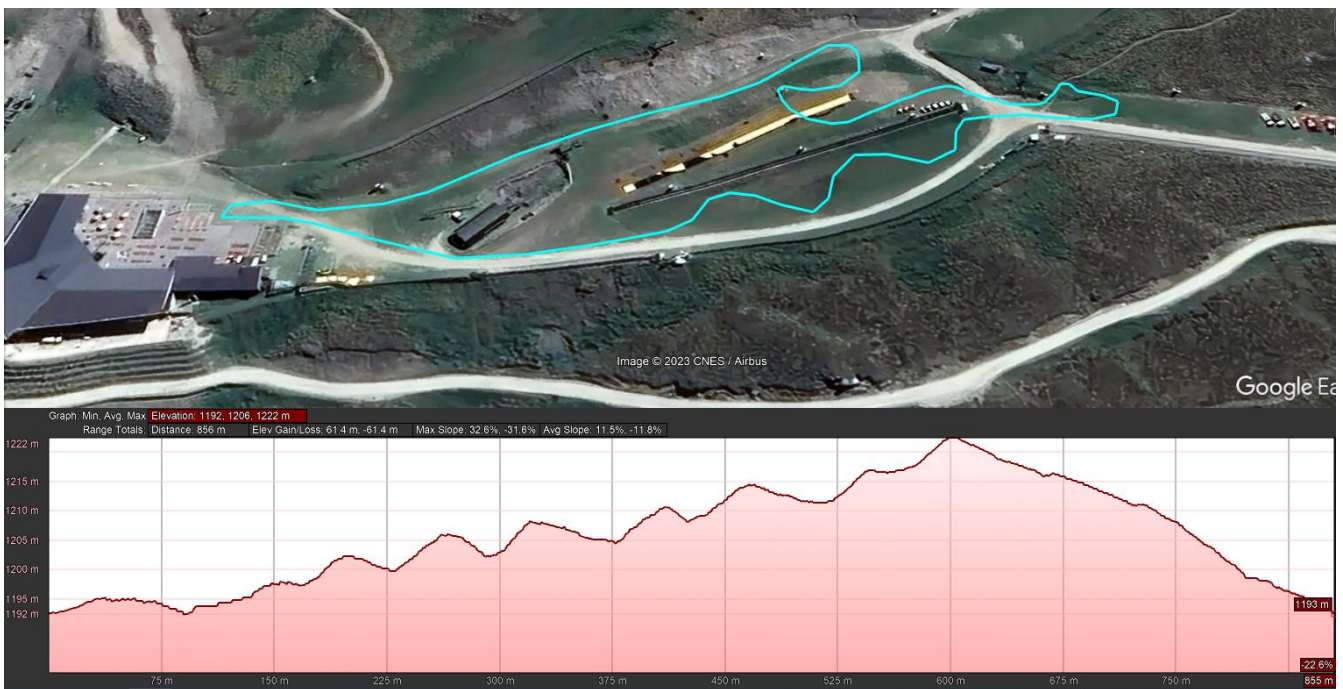 Image © 2023 CNES / Airbus
Google Ea
Graph: Min, Avg, Max Elevation: 1192, 1206, 1222 m
Range Totals: Distance: 856 m Elev Gain/Loss: 61.4 m, -61.4 m Max Slope: 32.6%, -31.6% Avg Slope: 11.5%, -11.8%
1222 m
1215 m
1210 m
1205 m
1200 m
1195 m
1192 m
1193 m
-22.6%
75 m 150 m 225 m 300 m 375 m 450 m 525 m 600 m 675 m 750 m 855 m